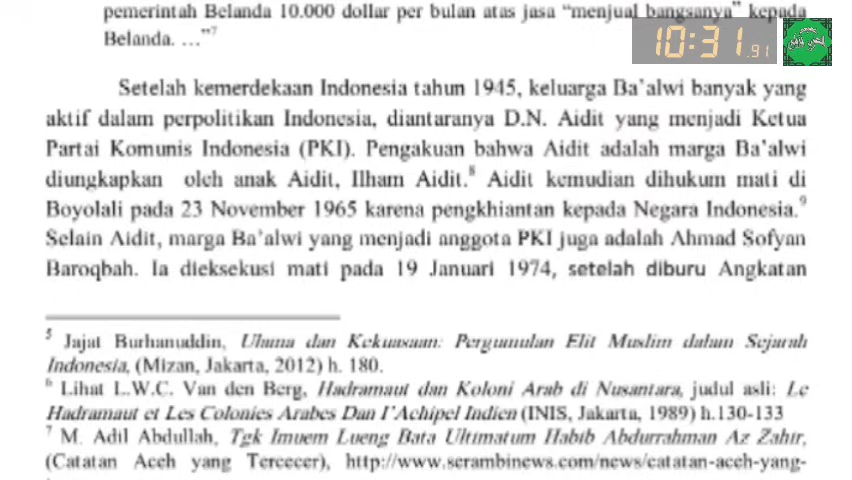 pemerintah Belanda 10.000 dollar per bulan atas jasa “menjual bangsanya” kepada
Belanda. …”7
10:31.91
Setelah kemerdekaan Indonesia tahun 1945, keluarga Ba’alwi banyak yang
aktif dalam perpolitikan Indonesia, diantaranya D.N. Aidit yang menjadi Ketua
Partai Komunis Indonesia (PKI). Pengakuan bahwa Aidit adalah marga Ba’alwi
diungkapkan oleh anak Aidit, Ilham Aidit.8 Aidit kemudian dihukum mati di
Boyolali pada 23 November 1965 karena pengkhiantan kepada Negara Indonesia.9
Selain Aidit, marga Ba’alwi yang menjadi anggota PKI juga adalah Ahmad Sofyan
Baroqbah. Ia dieksekusi mati pada 19 Januari 1974, setelah diburu Angkatan
5 Jajat Burhanuddin, Ulama dan Kekuasaan: Pergumulan Elit Muslim dalam Sejarah
Indonesia, (Mizan, Jakarta, 2012) h. 180.
6 Lihat L.W.C. Van den Berg, Hadramaut dan Koloni Arab di Nusantara, judul asli: Le
Hadramaut et Les Colonies Arabes Dan I’Achipel Indien (INIS, Jakarta, 1989) h.130-133
7 M. Adil Abdullah, Tgk Imuem Lueng Bata Ultimatum Habib Abdurrahman Az Zahir,
(Catatan Aceh yang Tercecer), http://www.serambinews.com/news/catatan-aceh-yang-